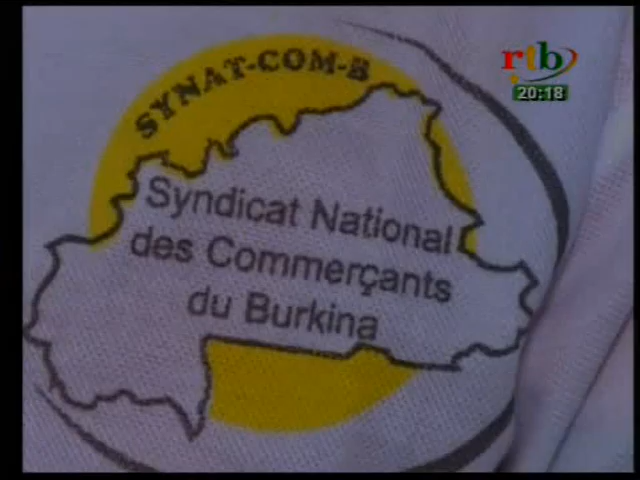 rtb
20:18
SYNAT-COM-B
Syndicat National
des Commerçants
du Burkina